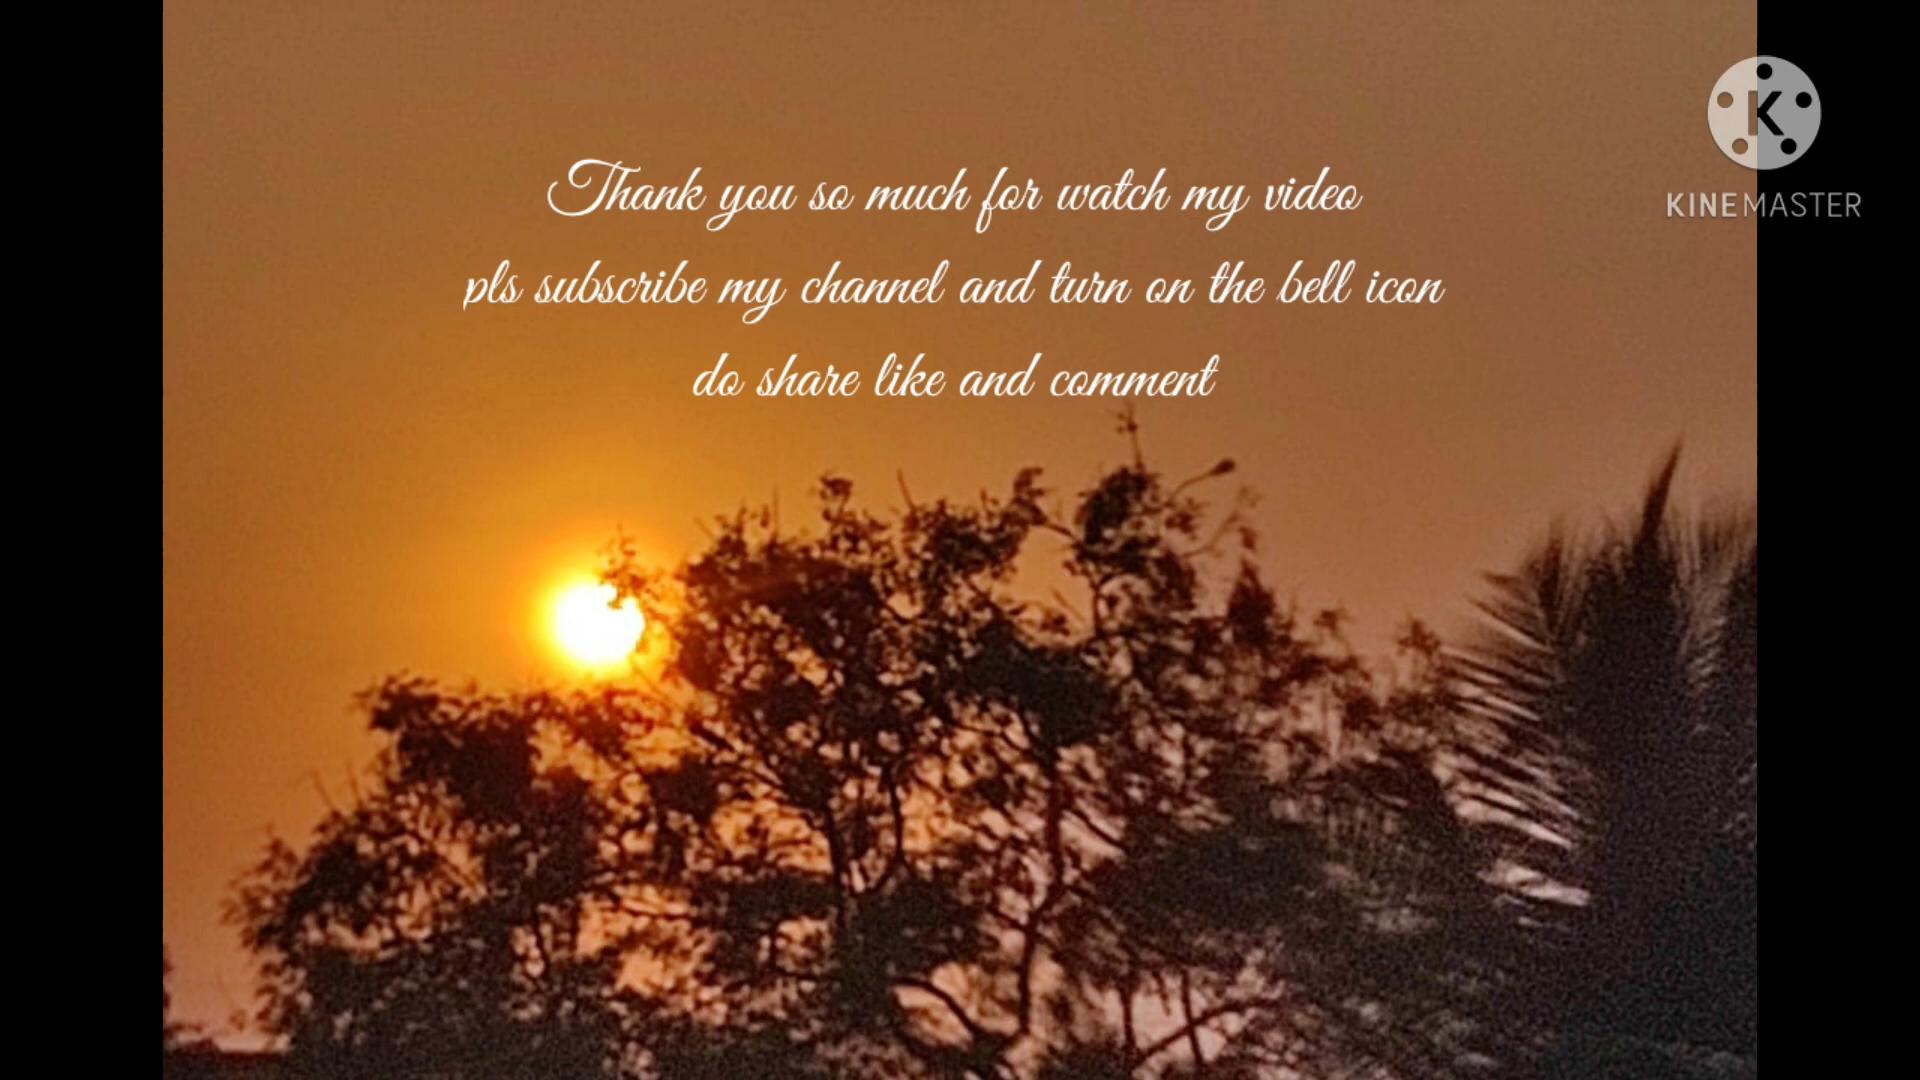 Thank you so much for watch my video
pls subscribe my channel and turn on the bell icon
do share like and comment
K
KINEMASTER